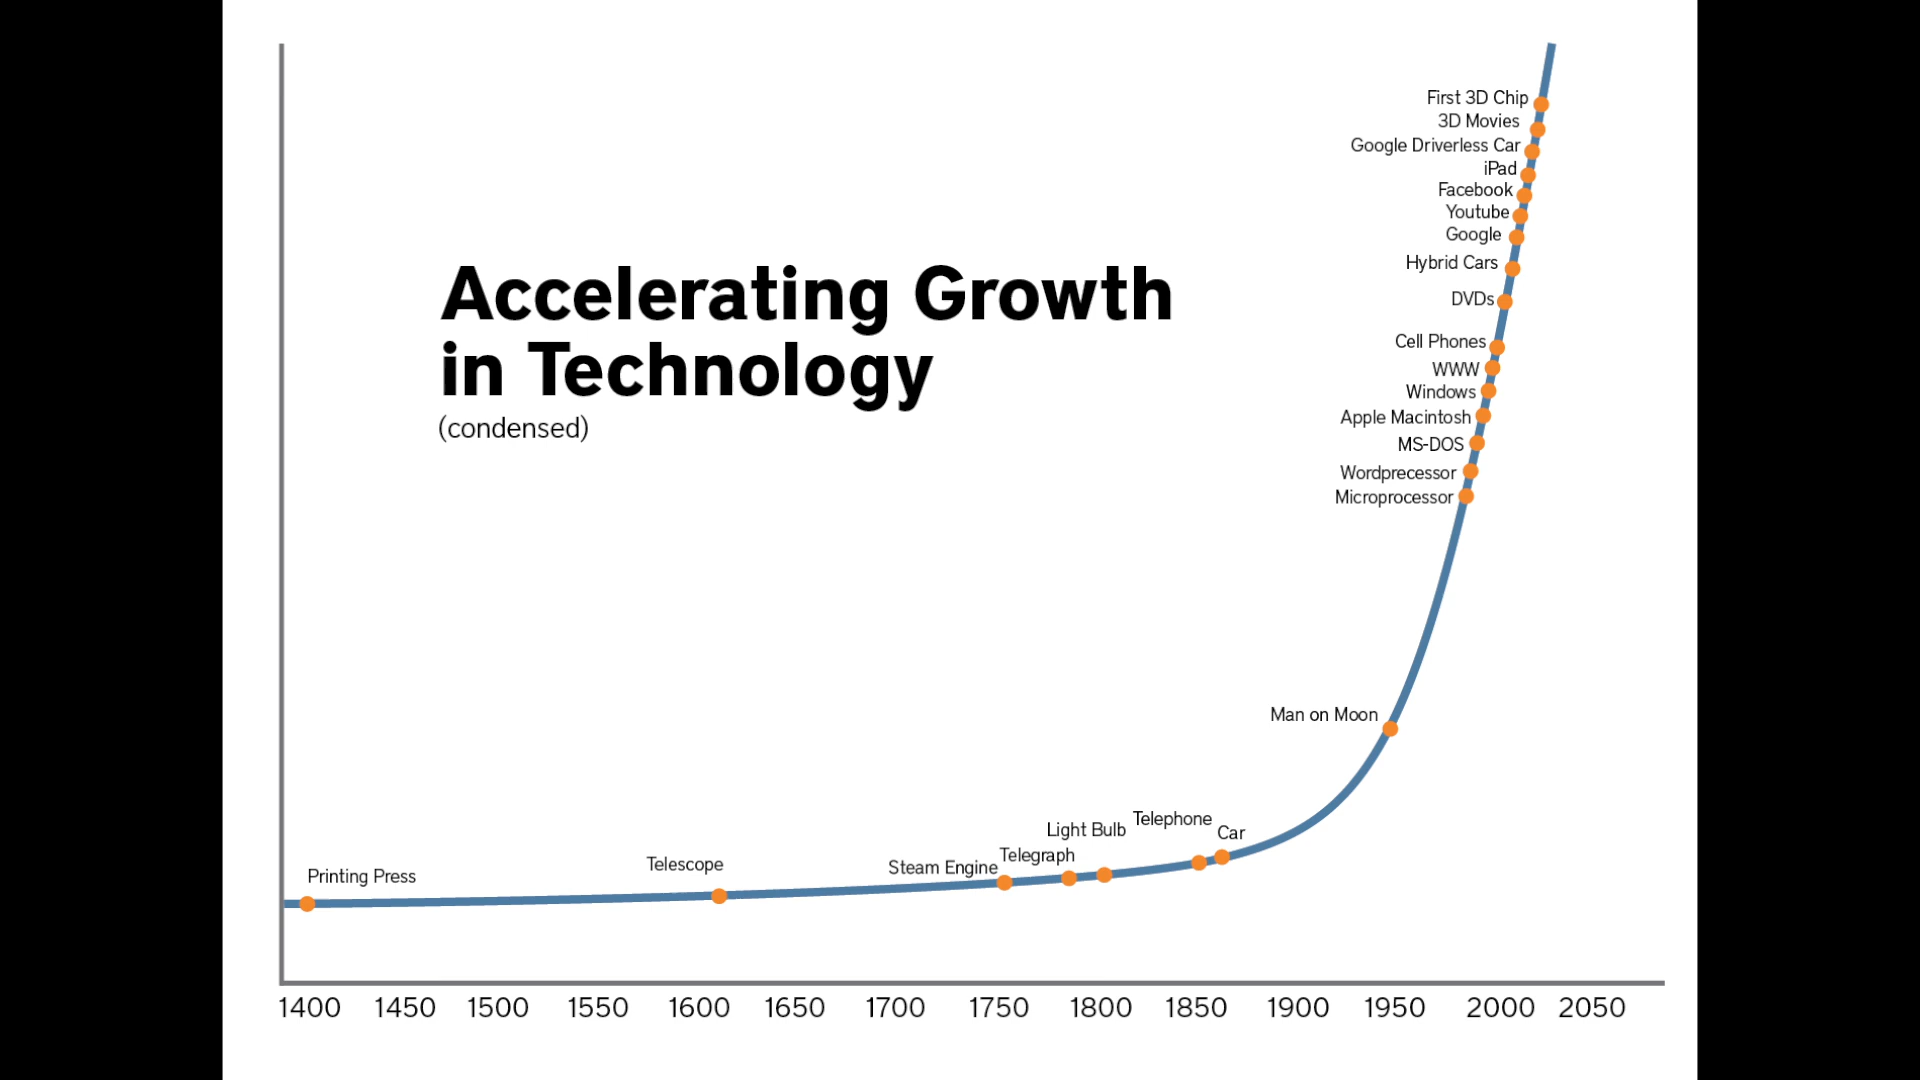 First 3D Chip
3D Movies
Google Driverless Car
iPad
Facebook
Youtube
Google
Hybrid Cars
DVDs
Cell Phones
WWW
Windows
Apple Macintosh
MS-DOS
Wordprecessor
Microprocessor
Accelerating Growth
in Technology
(condensed)
Man on Moon
Printing Press
Telescope
Steam Engine
Telegraph
Light Bulb
Telephone
Car
1400 1450 1500 1550 1600 1650 1700 1750 1800 1850 1900 1950 2000 2050